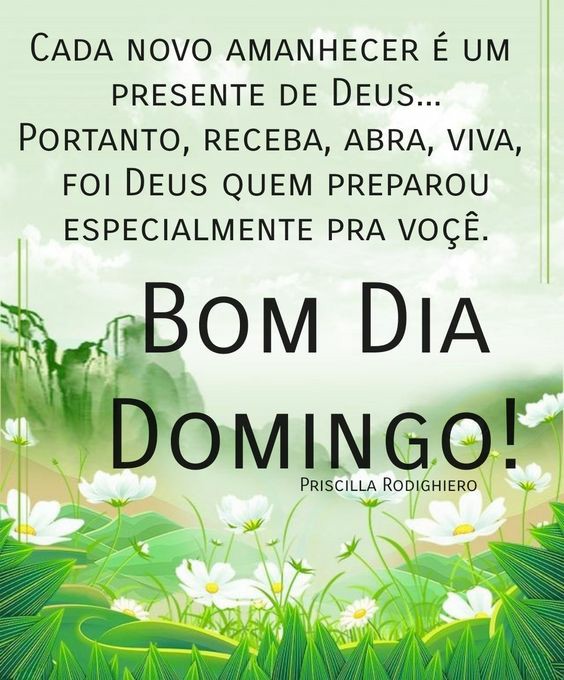 Cada novo amanhecer é um
presente de Deus...
Portanto, receba, abra, viva,
foi Deus quem preparou
especialmente pra voçê.
Bom Dia
Domingo!
Priscilla Rodighiero